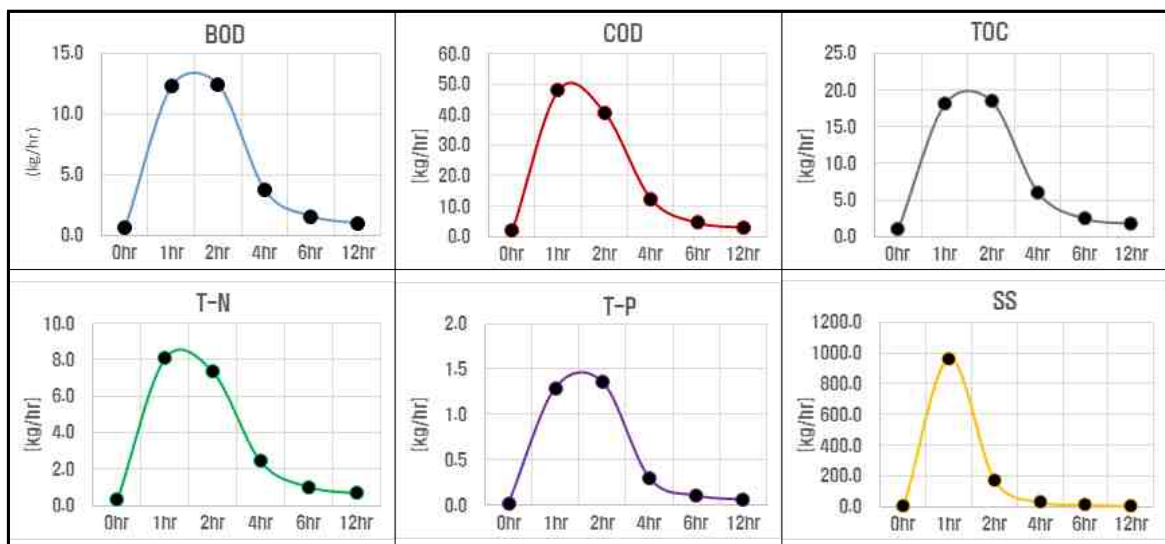 BOD
15.0
10.0
5.0
0.0
(kg/hr)
0hr 1hr 2hr 4hr 6hr 12hr
COD
60.0
50.0
40.0
30.0
20.0
10.0
0.0
[kg/hr]
0hr 1hr 2hr 4hr 6hr 12hr
TOC
25.0
20.0
15.0
10.0
5.0
0.0
[kg/hr]
0hr 1hr 2hr 4hr 6hr 12hr
T-N
10.0
8.0
6.0
4.0
2.0
0.0
[kg/hr]
0hr 1hr 2hr 4hr 6hr 12hr
T-P
2.0
1.5
1.0
0.5
0.0
[kg/hr]
0hr 1hr 2hr 4hr 6hr 12hr
SS
1200.0
1000.0
800.0
600.0
400.0
200.0
0.0
[kg/hr]
0hr 1hr 2hr 4hr 6hr 12hr